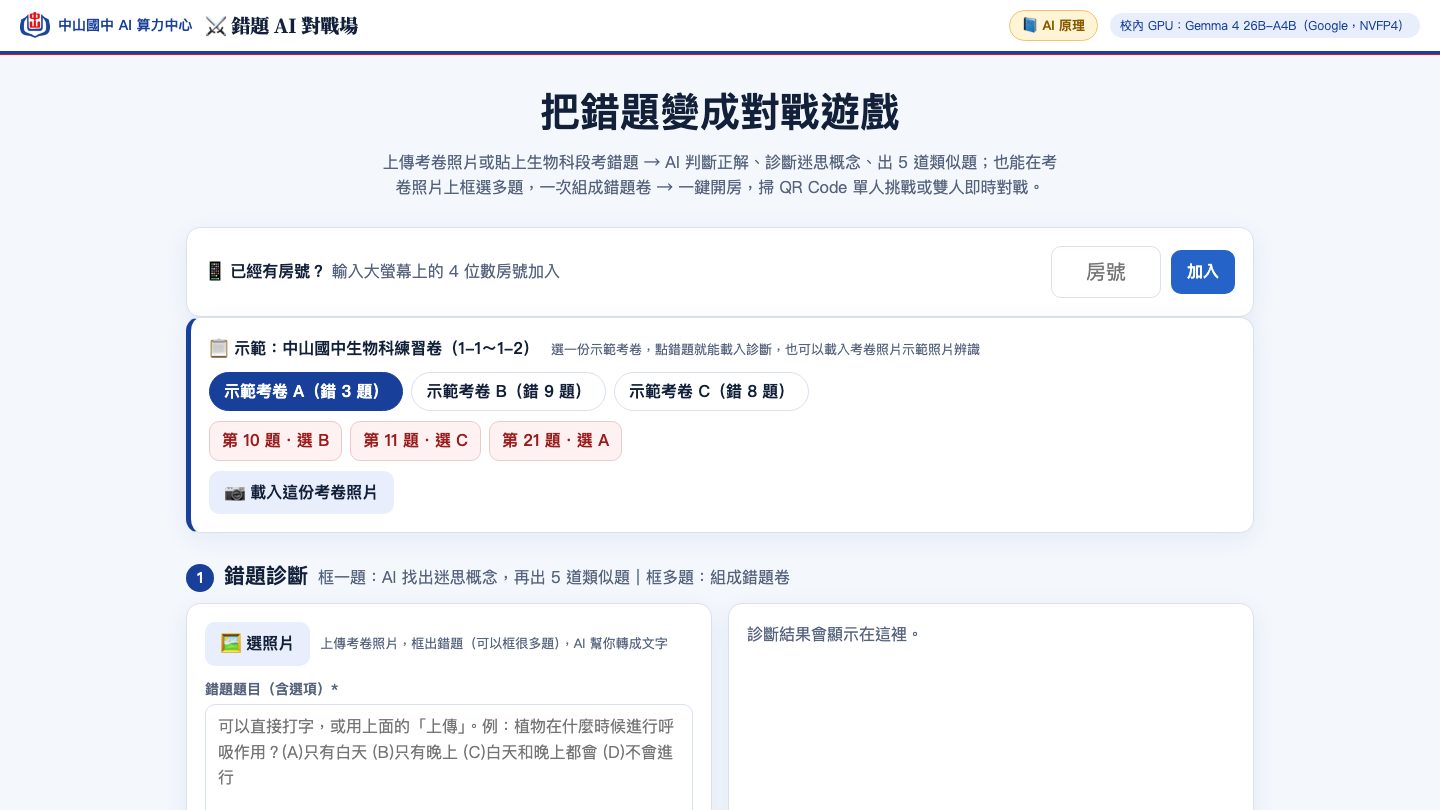 中山國中 AI 算力中心 ⚔️ 錯題 AI 對戰場
📘 AI 原理
校內 GPU：Gemma 4 26B-A4B（Google，NVFP4）
把錯題變成對戰遊戲
上傳考卷照片或貼上生物科段考錯題 → AI 判斷正解、診斷迷思概念、出 5 道類似題；也能在考
卷照片上框選多題，一次組成錯題卷 → 一鍵開房，掃 QR Code 單人挑戰或雙人即時對戰。
📱 已經有房號？ 輸入大螢幕上的 4 位數房號加入
房號
加入
📋 示範：中山國中生物科練習卷（1-1～1-2） 選一份示範考卷，點錯題就能載入診斷，也可以載入考卷照片示範照片辨識
示範考卷 A（錯 3 題） 示範考卷 B（錯 9 題） 示範考卷 C（錯 8 題）
第 10 題 · 選 B 第 11 題 · 選 C 第 21 題 · 選 A
📷 載入這份考卷照片
1 錯題診斷 框一題：AI 找出迷思概念，再出 5 道類似題｜框多題：組成錯題卷
🖼️ 選照片 上傳考卷照片，框出錯題（可以框很多題），AI 幫你轉成文字
錯題題目（含選項）*
可以直接打字，或用上面的「上傳」。例：植物在什麼時候進行呼
吸作用？(A)只有白天 (B)只有晚上 (C)白天和晚上都會 (D)不會進
行
診斷結果會顯示在這裡。